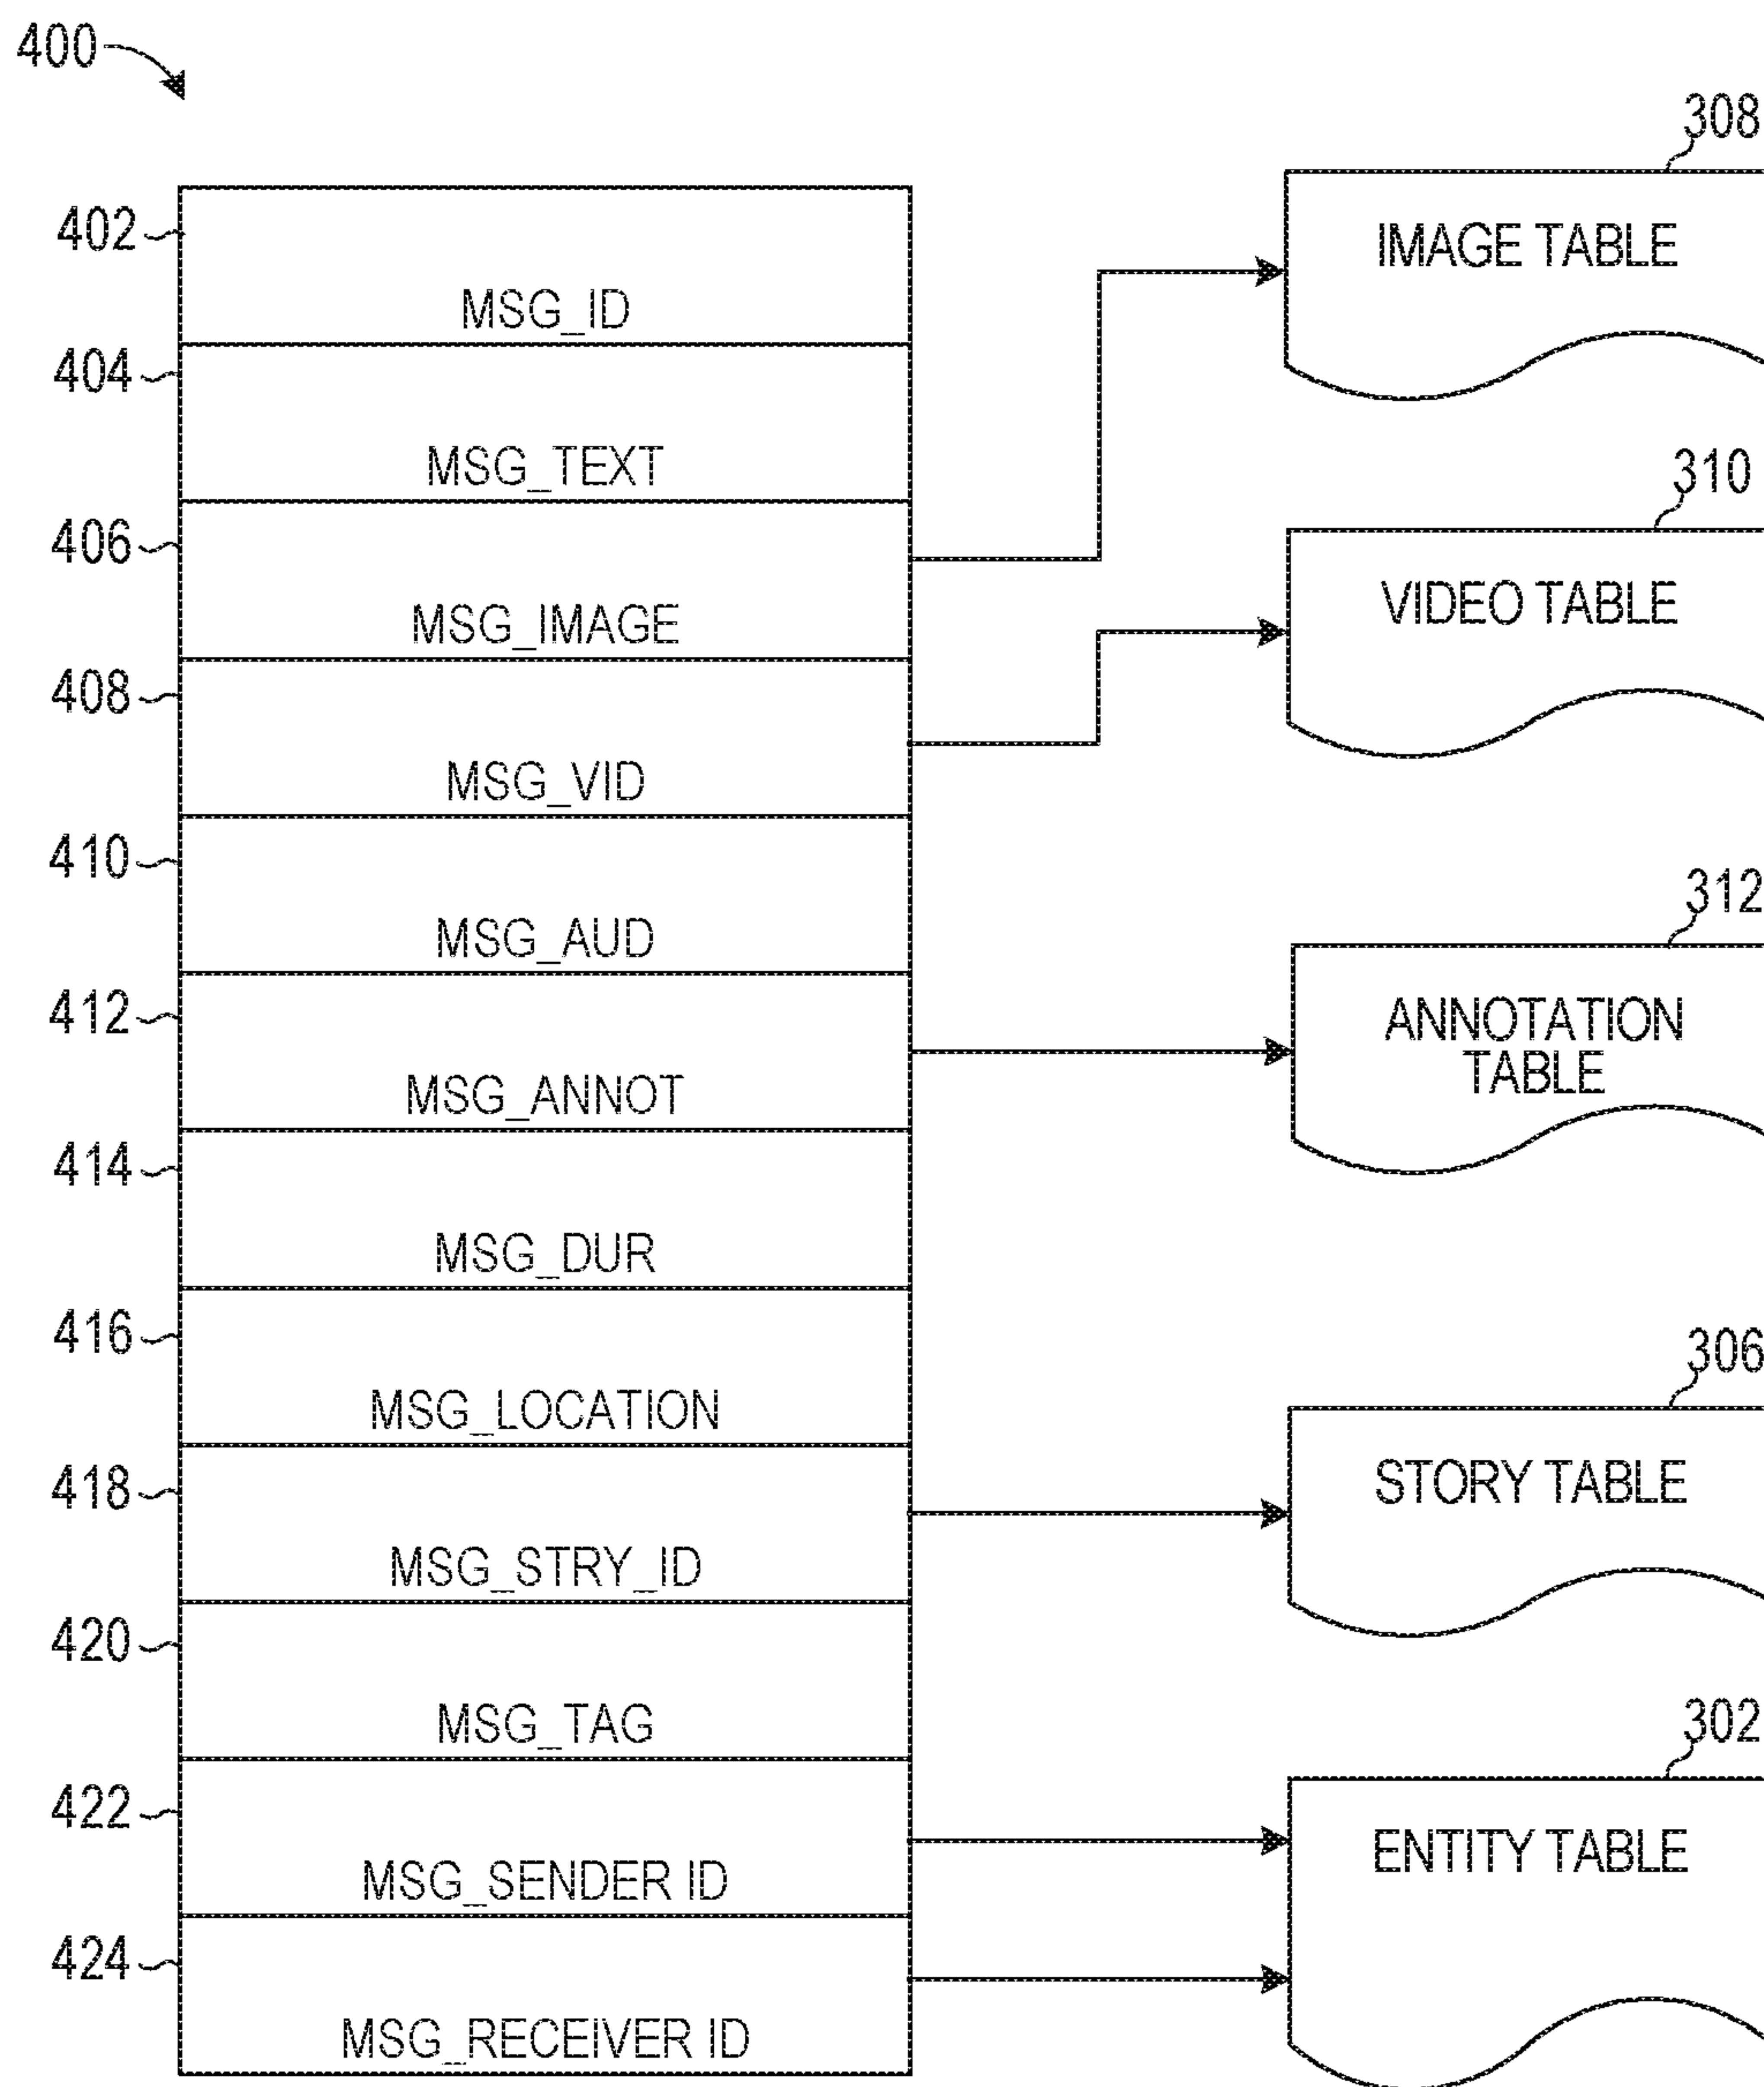 400
308
402
IMAGE TABLE
MSG_ID
404
MSG_TEXT
310
406
VIDEO TABLE
MSG_IMAGE
408
MSG_VID
410
312
MSG_AUD
412
ANNOTATION
TABLE
MSG_ANNOT
414
MSG_DUR
416
306
MSG_LOCATION
418
STORY TABLE
MSG_STRY_ID
420
MSG_TAG
302
422
ENTITY TABLE
MSG_SENDER ID
424
MSG_RECEIVER ID